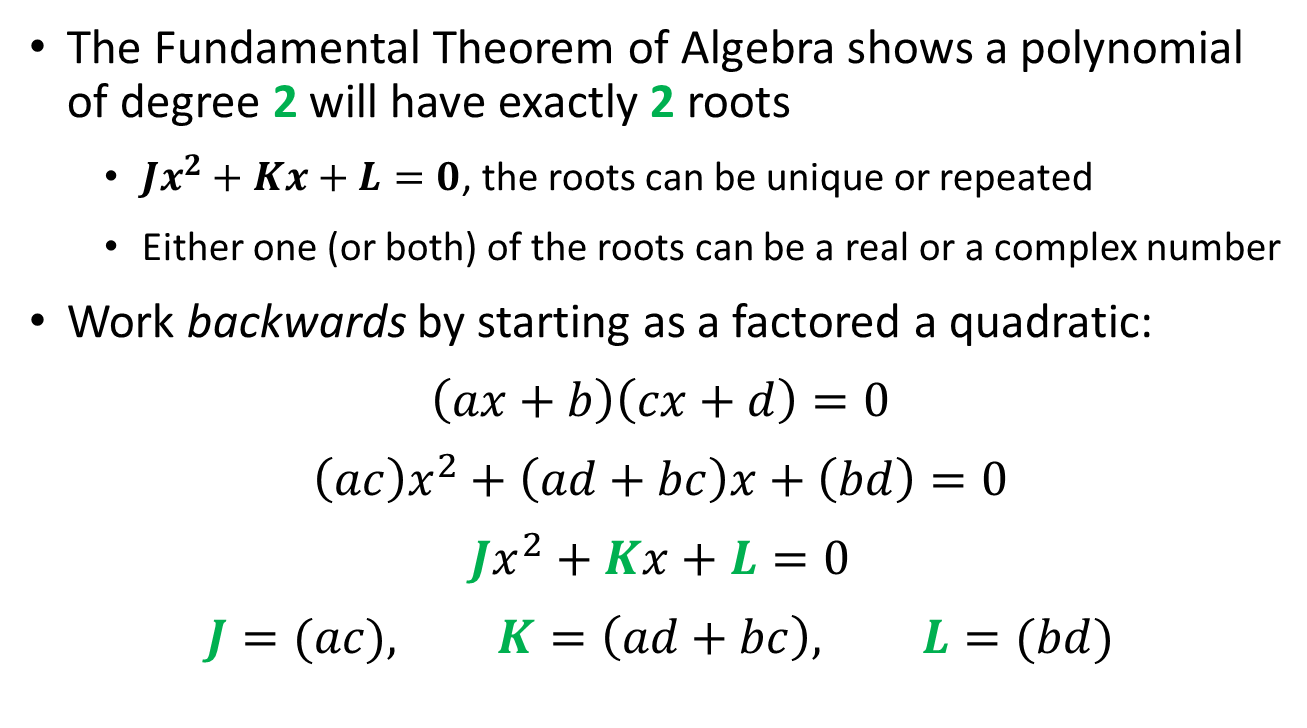 • The Fundamental Theorem of Algebra shows a polynomial
of degree 2 will have exactly 2 roots
• Jx² + Kx + L = 0, the roots can be unique or repeated
• Either one (or both) of the roots can be a real or a complex number
• Work backwards by starting as a factored a quadratic:
(ax + b)(cx + d) = 0
(ac)x² + (ad + bc)x + (bd) = 0
Jx² + Kx + L = 0
J = (ac), K = (ad + bc), L = (bd)